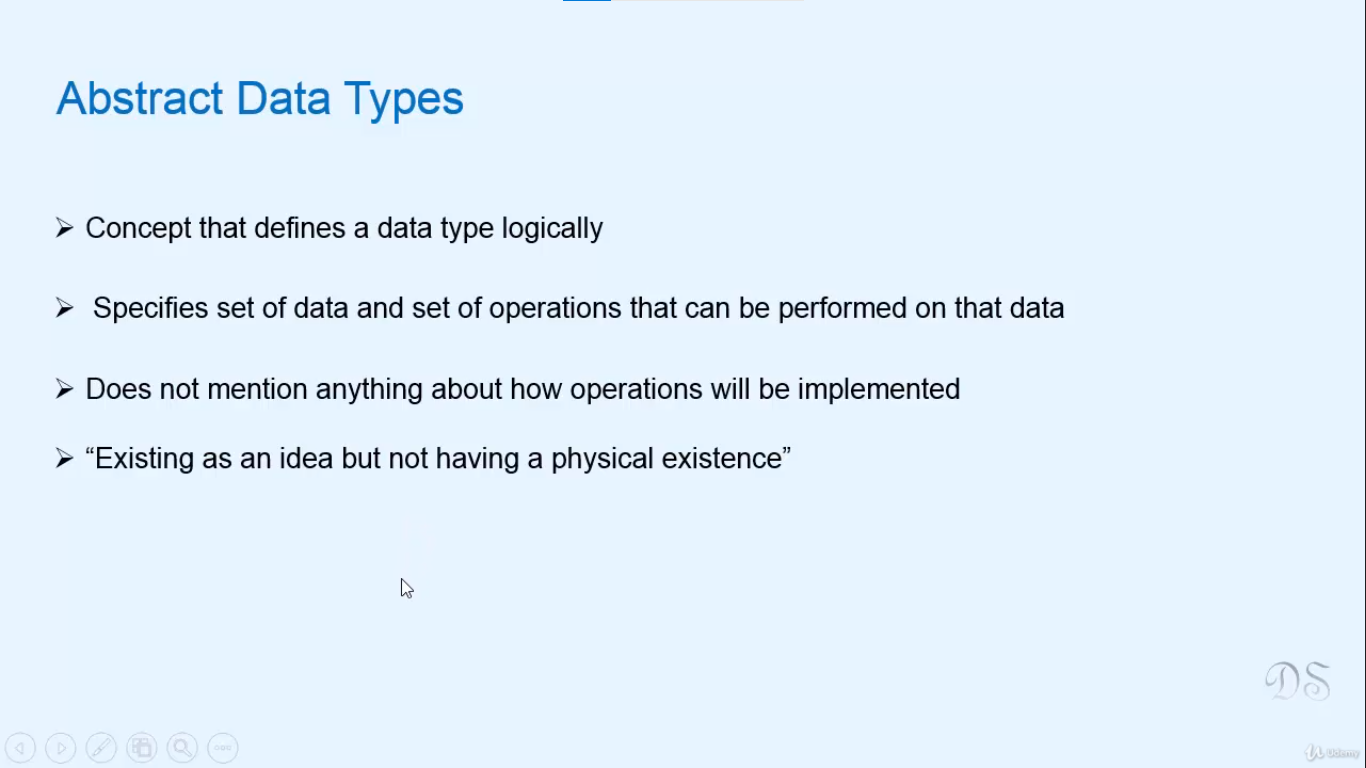 Abstract Data Types
➢ Concept that defines a data type logically
➢ Specifies set of data and set of operations that can be performed on that data
➢ Does not mention anything about how operations will be implemented
➢ “Existing as an idea but not having a physical existence”
DS
Udemy